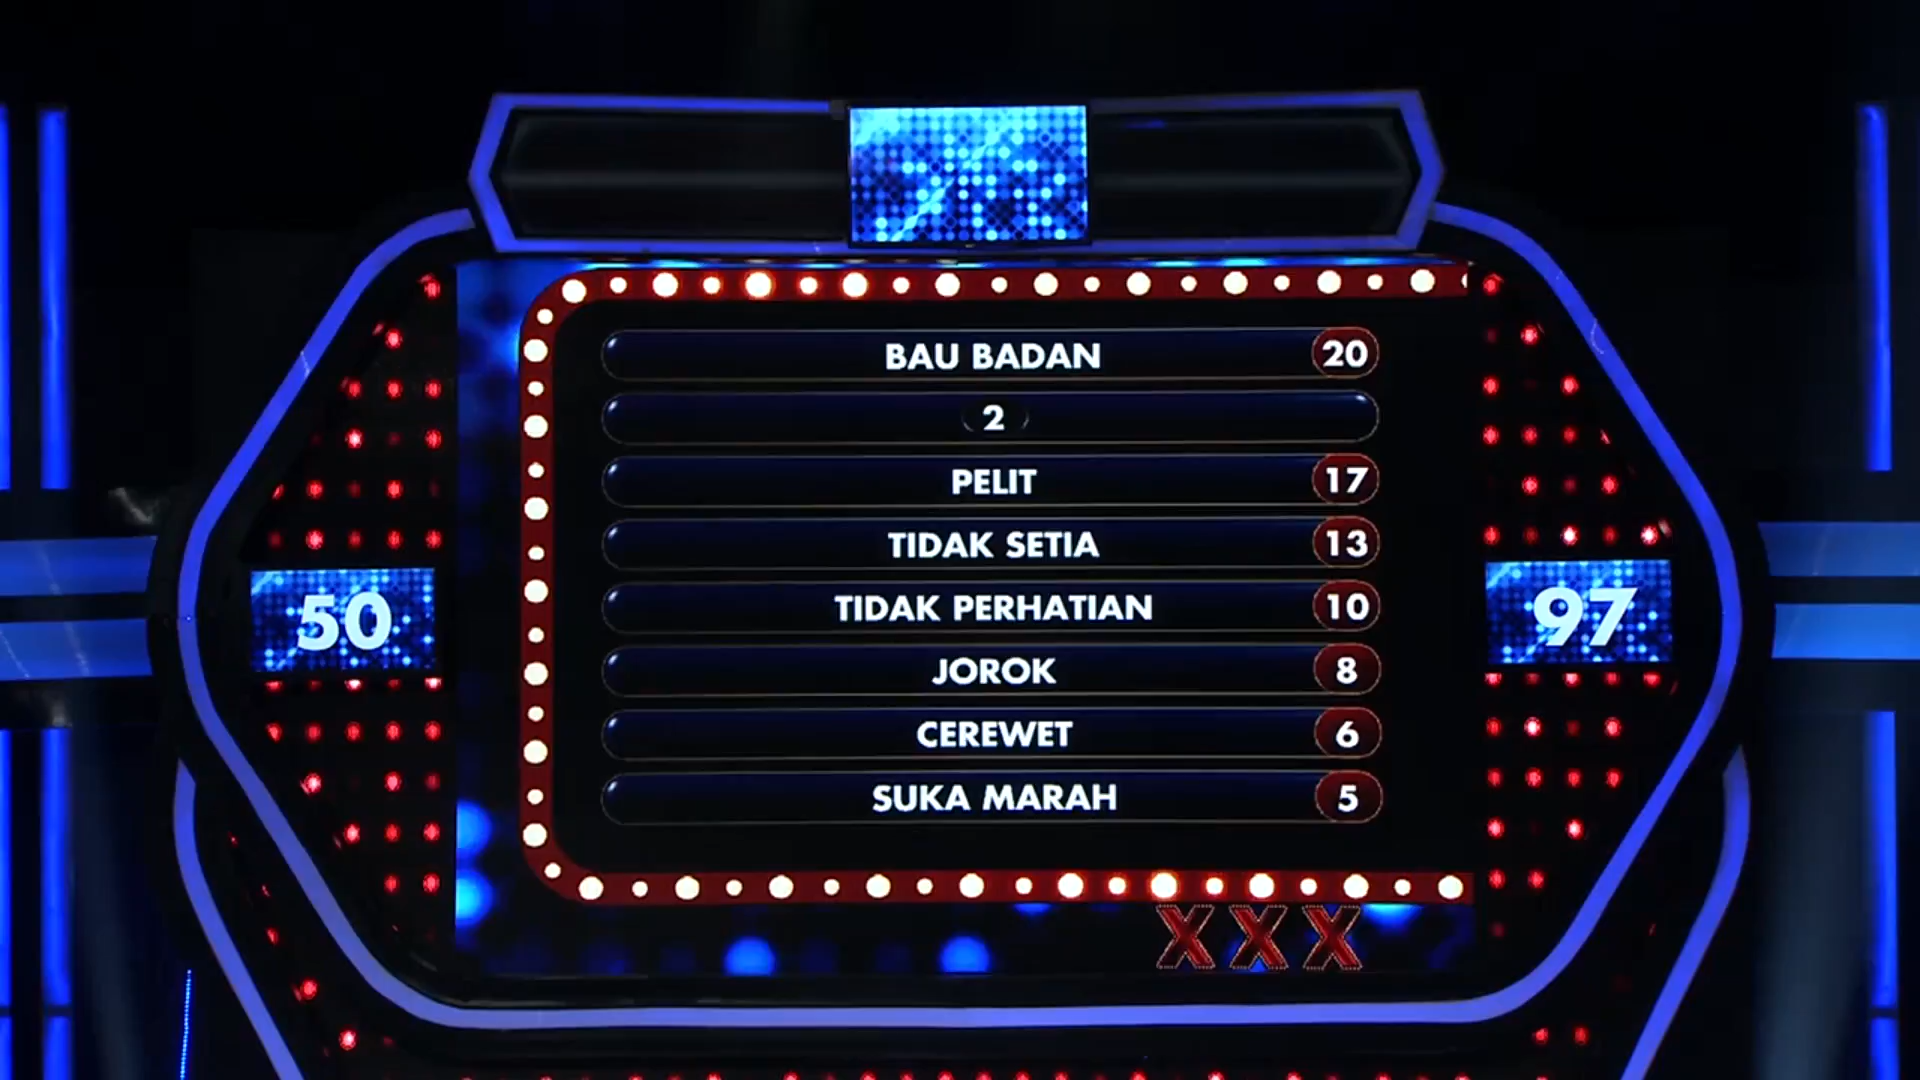 BAU BADAN 20
2
PELIT 17
TIDAK SETIA 13
TIDAK PERHATIAN 10
50
97
JOROK 8
CEREWET 6
SUKA MARAH 5
X X X